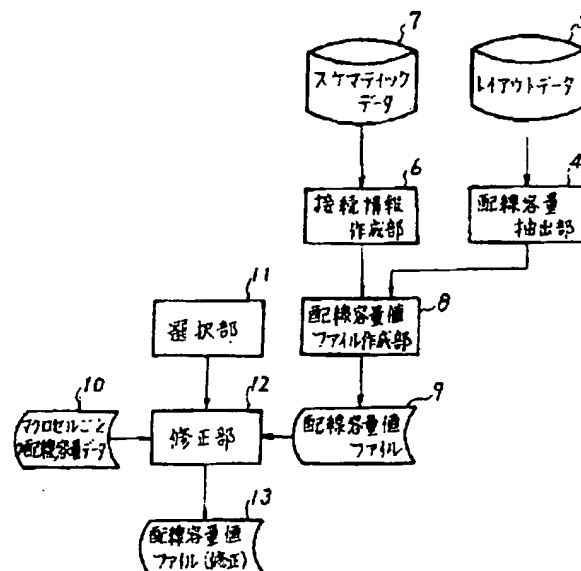 7
スケマティック
データ
レイアウトデータ
6
接続情報
作成部
4
配線容量
抽出部
11
選択部
8
配線容量値
ファイル作成部
10
マクロセルごと
の配線容量データ
12
修正部
9
配線容量値
ファイル
13
配線容量値
ファイル(修正)